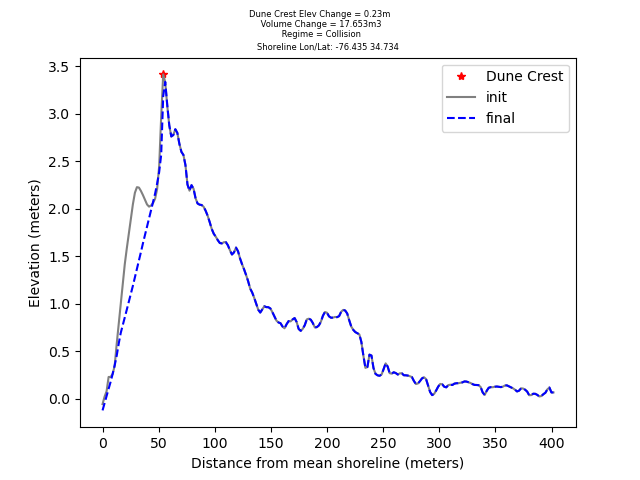 Dune Crest Elev Change = 0.23m
Volume Change = 17.653m3
Regime = Collision
Shoreline Lon/Lat: -76.435 34.734
Dune Crest
init
final
3.5
3.0
2.5
2.0
1.5
1.0
0.5
0.0
Elevation (meters)
0
50
100
150
200
250
300
350
400
Distance from mean shoreline (meters)